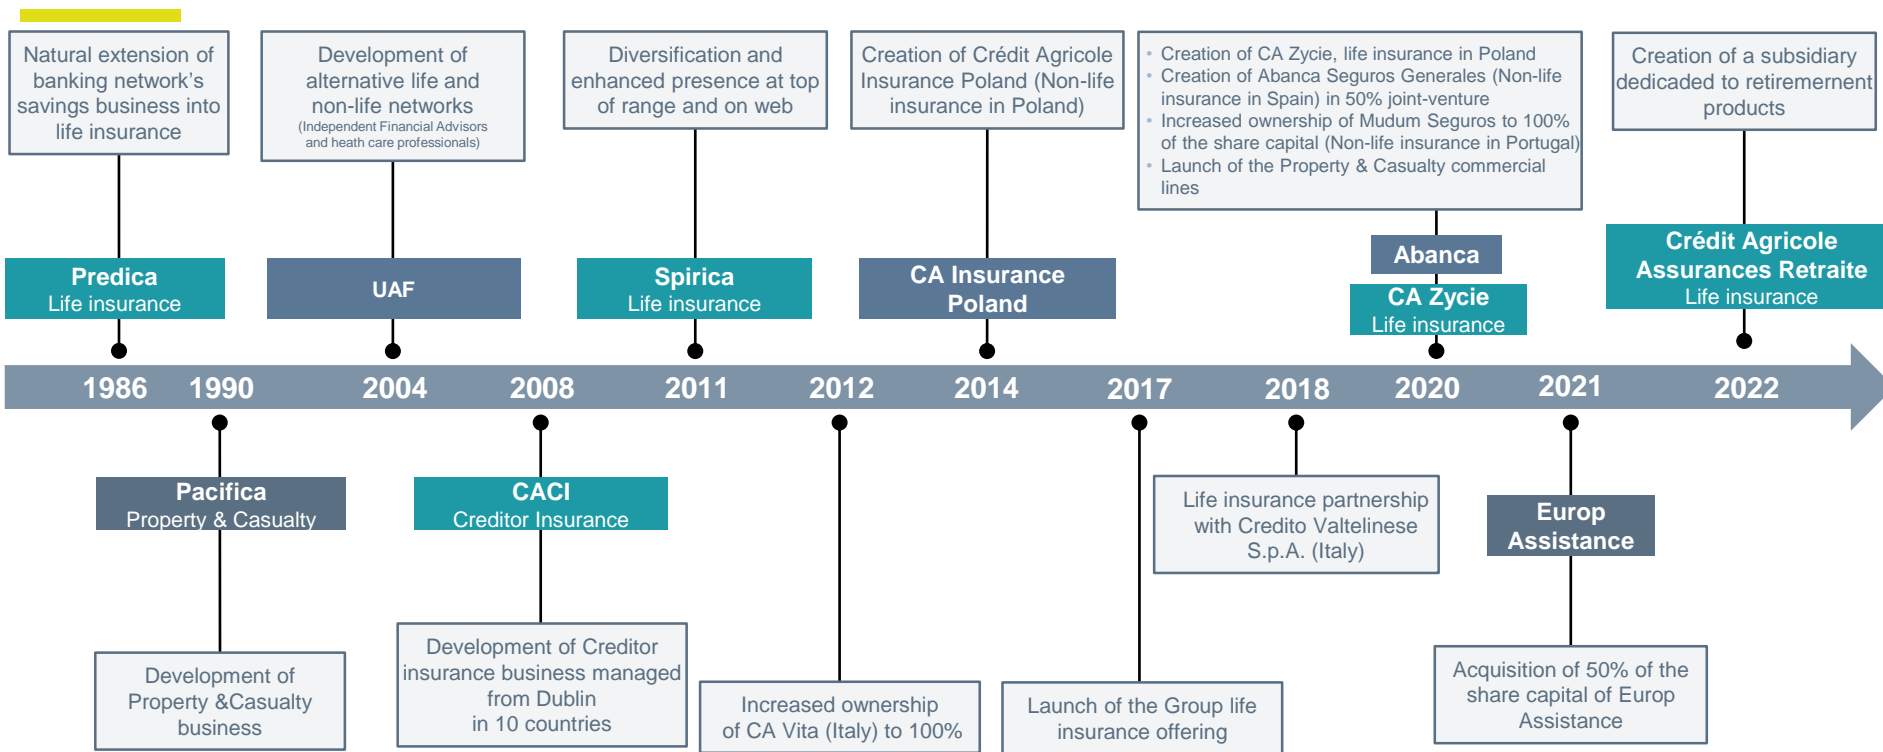 Natural extension of
banking network's
savings business into
life insurance
Development of
alternative life and
non-life networks
(Independent Financial Advisors
and heath care professionals)
Diversification and
enhanced presence at top
of range and on web
Creation of Crédit Agricole
Insurance Poland (Non-life
insurance in Poland)
• Creation of CA Zycie, life insurance in Poland
• Creation of Abanca Seguros Generales (Non-life
insurance in Spain) in 50% joint-venture
• Increased ownership of Mudum Seguros to 100%
of the share capital (Non-life insurance in Portugal)
• Launch of the Property & Casualty commercial
lines
Creation of a subsidiary
dedicaded to retiremernent
products
Predica
Life insurance
UAF
Spirica
Life insurance
CA Insurance
Poland
Abanca
CA Zycie
Life insurance
Crédit Agricole
Assurances Retraite
Life insurance
1986 1990 2004 2008 2011 2012 2014 2017 2018 2020 2021 2022
Pacifica
Property & Casualty
CACI
Creditor Insurance
Life insurance partnership
with Credito Valtelinese
S.p.A. (Italy)
Europ
Assistance
Development of
Property &Casualty
business
Development of Creditor
insurance business managed
from Dublin
in 10 countries
Increased ownership
of CA Vita (Italy) to 100%
Launch of the Group life
insurance offering
Acquisition of 50% of the
share capital of Europ
Assistance